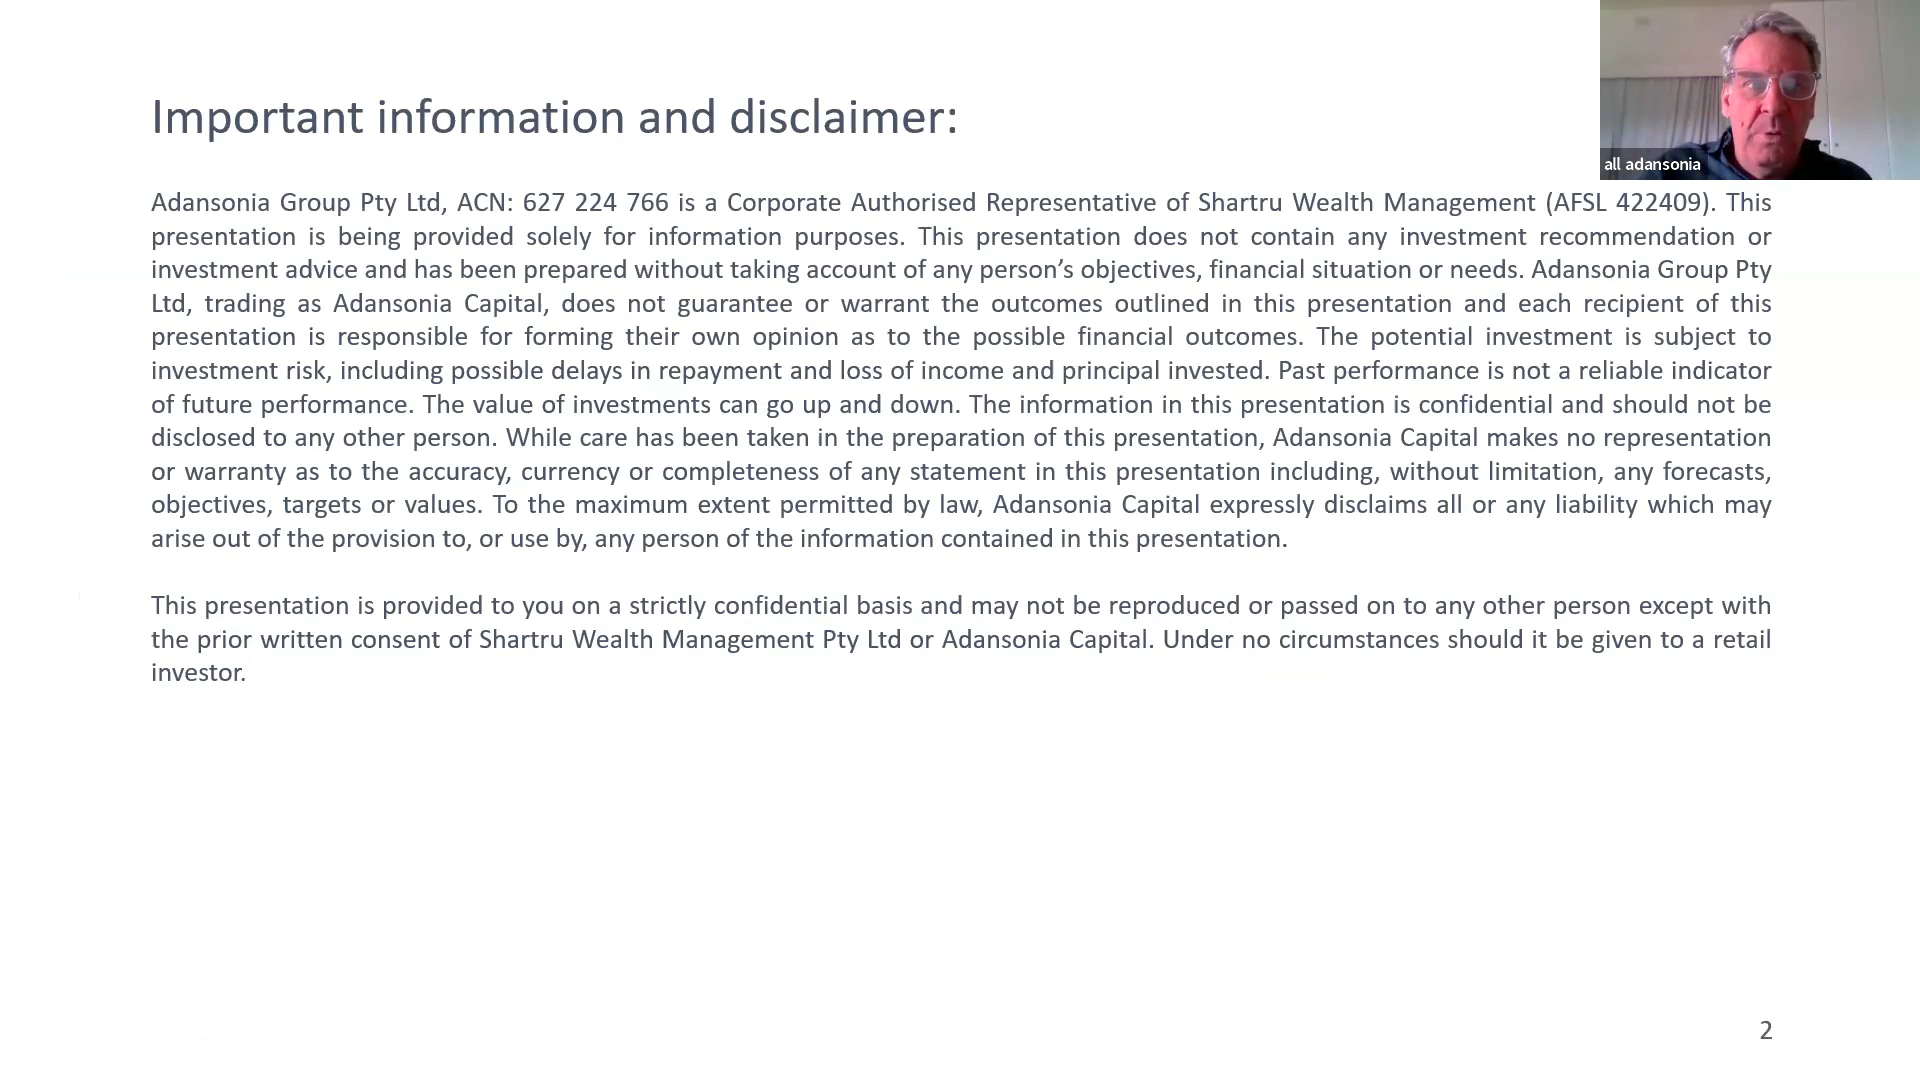 Important information and disclaimer:
all adansonia
Adansonia Group Pty Ltd, ACN: 627 224 766 is a Corporate Authorised Representative of Shartru Wealth Management (AFSL 422409). This
presentation is being provided solely for information purposes. This presentation does not contain any investment recommendation or
investment advice and has been prepared without taking account of any person’s objectives, financial situation or needs. Adansonia Group Pty
Ltd, trading as Adansonia Capital, does not guarantee or warrant the outcomes outlined in this presentation and each recipient of this
presentation is responsible for forming their own opinion as to the possible financial outcomes. The potential investment is subject to
investment risk, including possible delays in repayment and loss of income and principal invested. Past performance is not a reliable indicator
of future performance. The value of investments can go up and down. The information in this presentation is confidential and should not be
disclosed to any other person. While care has been taken in the preparation of this presentation, Adansonia Capital makes no representation
or warranty as to the accuracy, currency or completeness of any statement in this presentation including, without limitation, any forecasts,
objectives, targets or values. To the maximum extent permitted by law, Adansonia Capital expressly disclaims all or any liability which may
arise out of the provision to, or use by, any person of the information contained in this presentation.
This presentation is provided to you on a strictly confidential basis and may not be reproduced or passed on to any other person except with
the prior written consent of Shartru Wealth Management Pty Ltd or Adansonia Capital. Under no circumstances should it be given to a retail
investor.
2